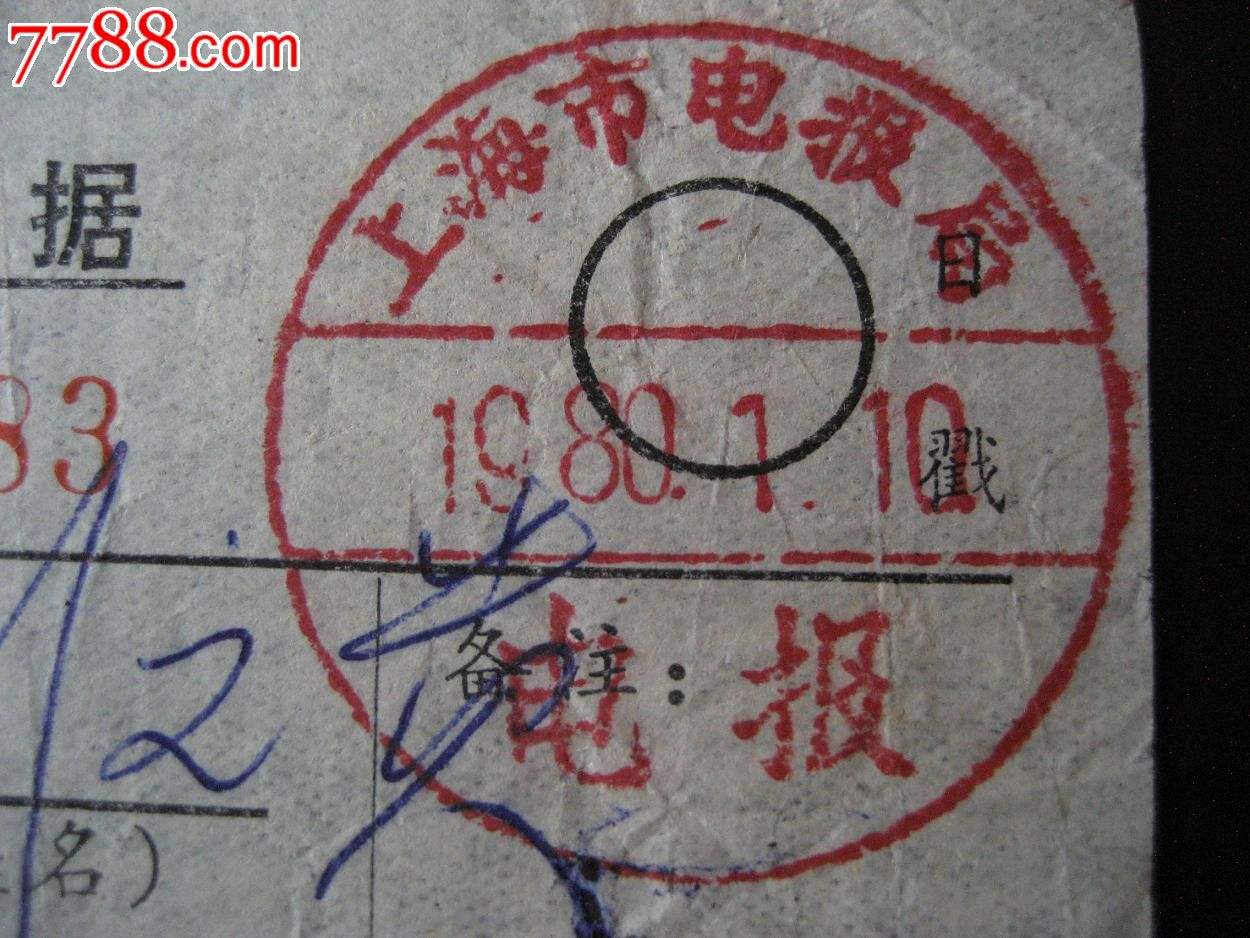 7788.com
上海市电报局
据
日
83
1980.1.10
戳
备注:
电报
名)